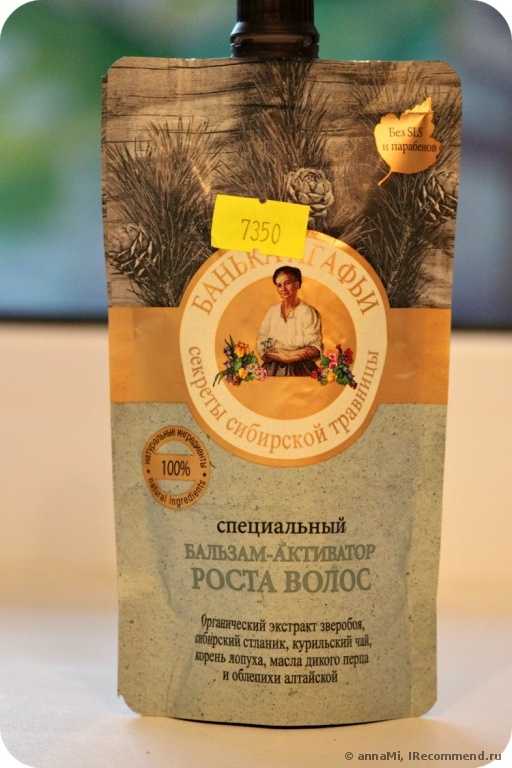 Без SLS
и парабенов
7350
БАНЬКА АГАФЬИ
секреты сибирской травницы
натуральные ингредиенты
100%
natural ingredients
специальный
БАЛЬЗАМ-АКТИВАТОР
РОСТА ВОЛОС
Органический экстракт зверобоя,
сибирский стланик, курильский чай,
корень лопуха, масла дикого перца
и облепихи алтайской
© annaMi, IRecommend.ru